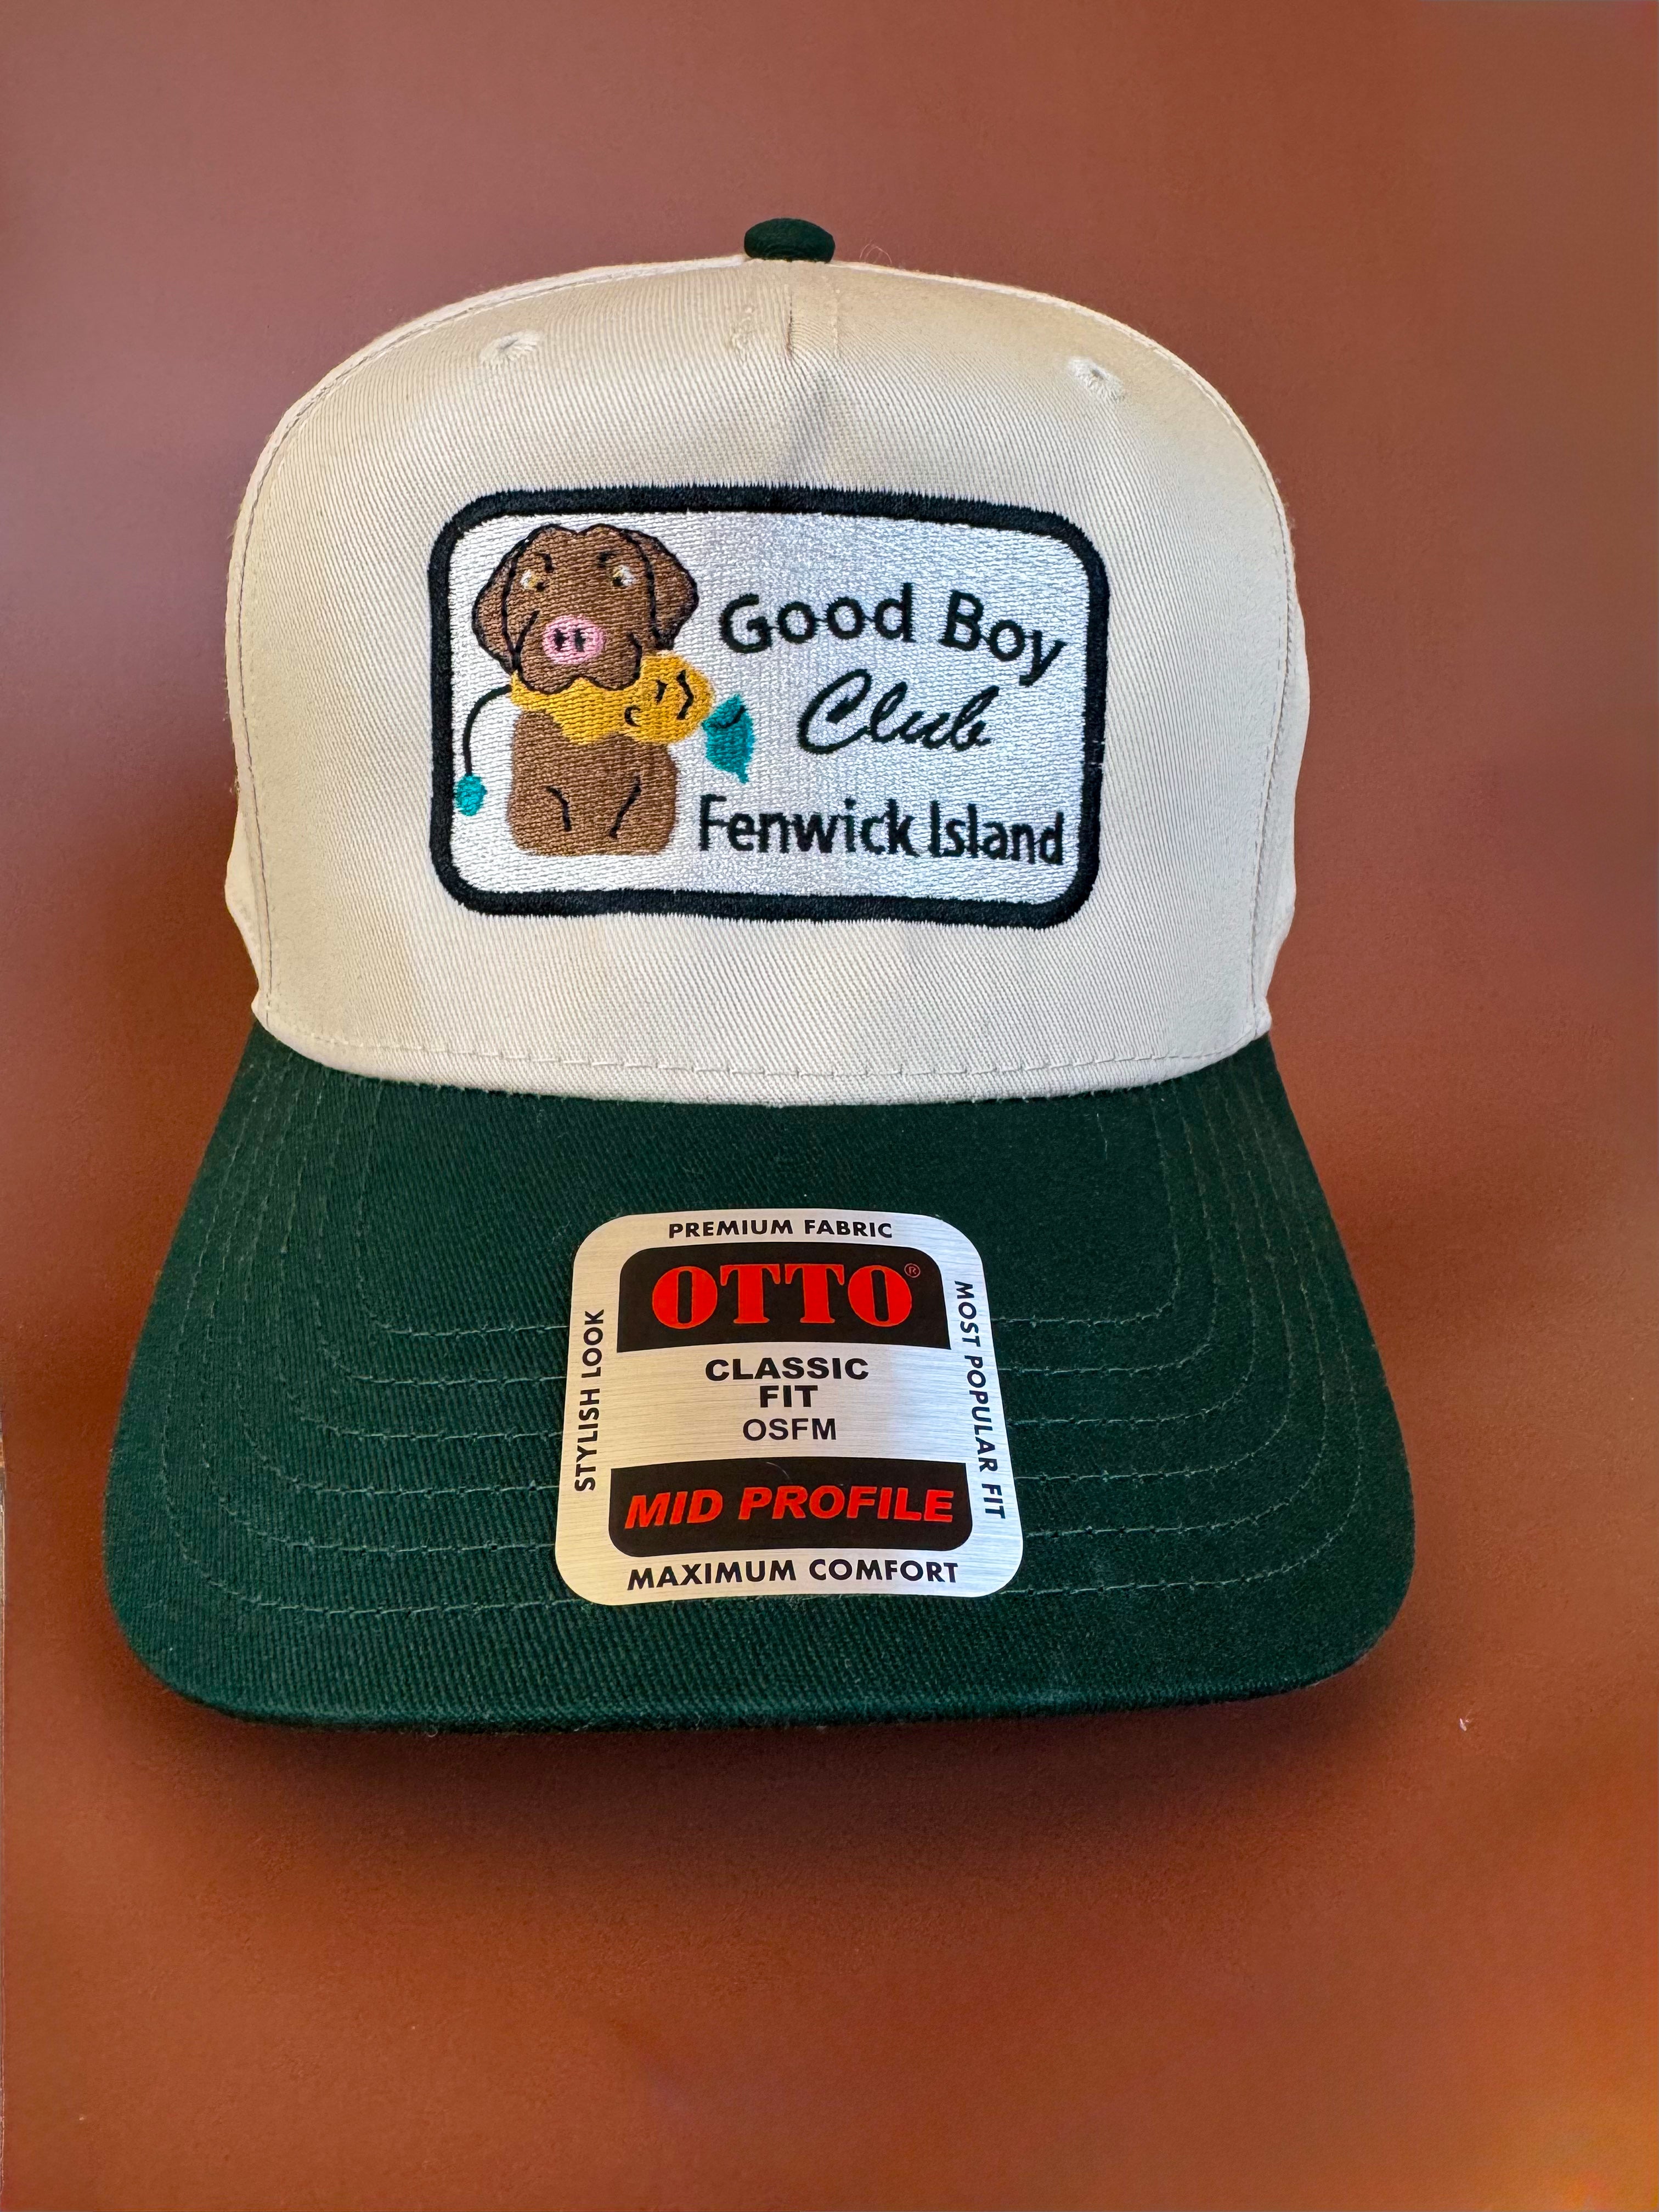 Good Boy
Club
Fenwick Island
PREMIUM FABRIC
OTTO®
STYLISH LOOK
MOST POPULAR FIT
CLASSIC
FIT
OSFM
MID PROFILE
MAXIMUM COMFORT